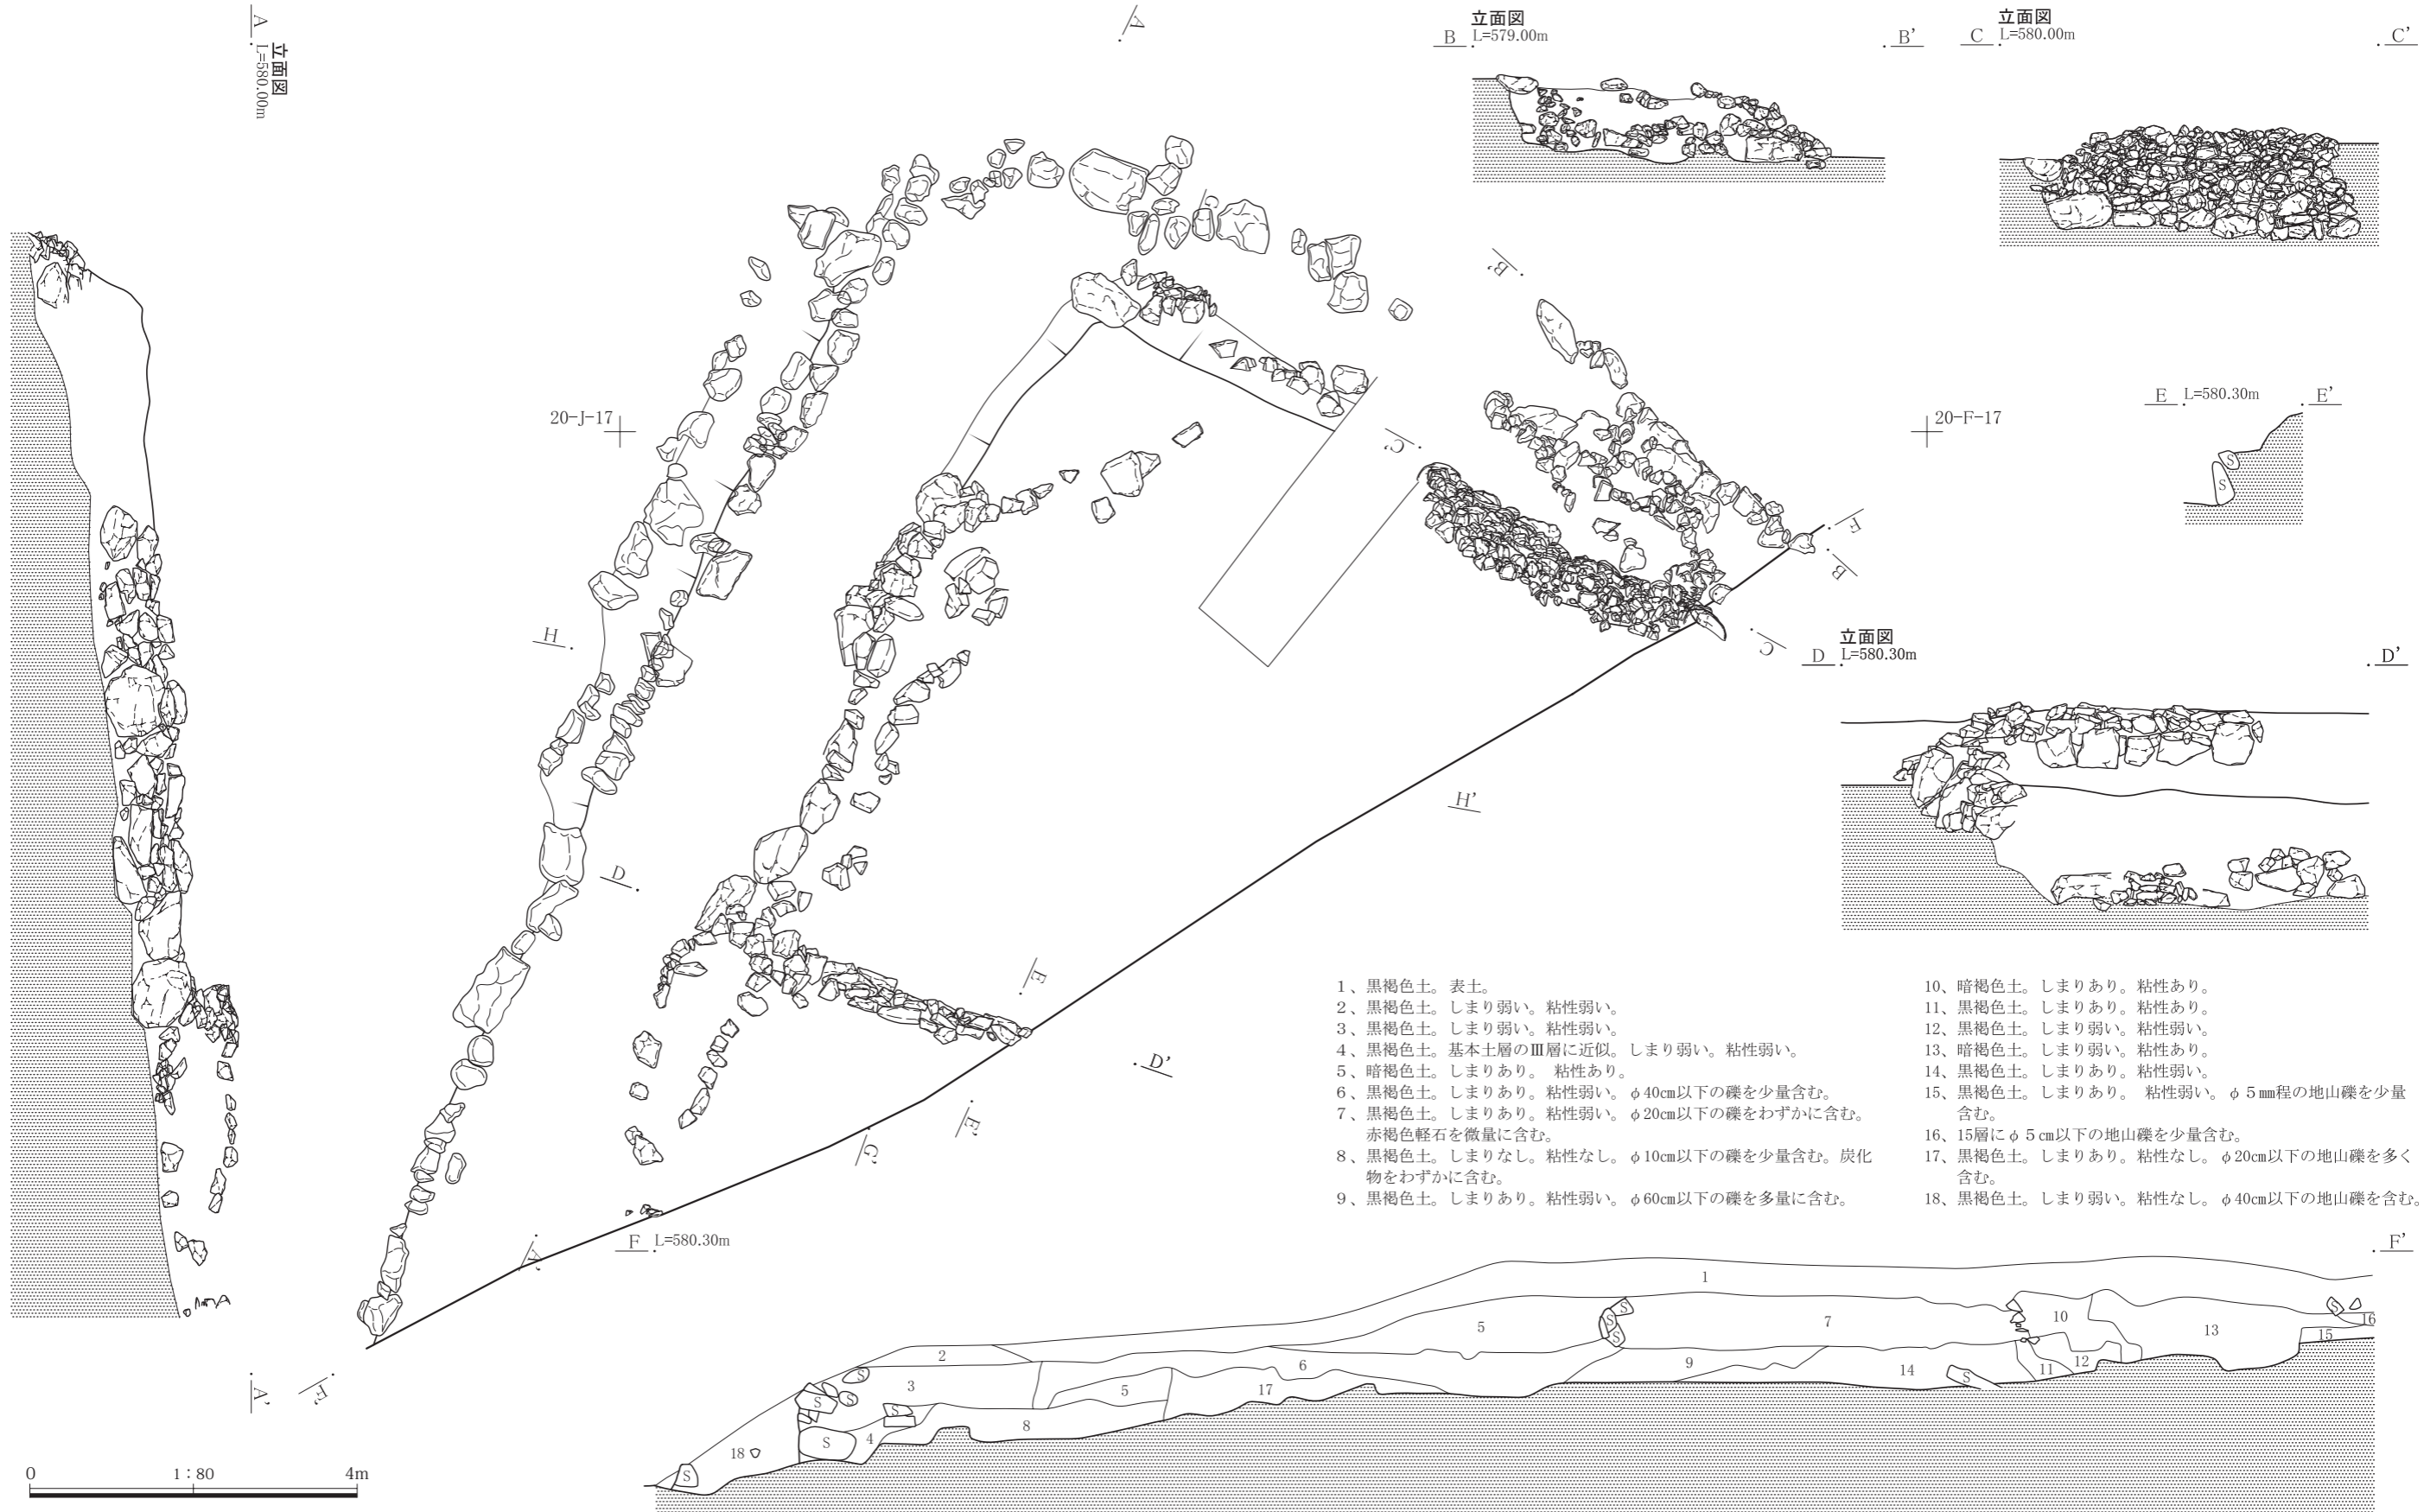 A
立面図
L=580.00m
A
立面図
B L=579.00m B'
立面図
C L=580.00m C'
G
B'
20-J-17
20-F-17
E L=580.30m E'
C'
F
B
C
H
H'
立面図
D L=580.30m D'
D
E
D'
E'
G'
A'
F L=580.30m F'
A'
F'
1、黒褐色土。表土。
2、黒褐色土。しまり弱い。粘性弱い。
3、黒褐色土。しまり弱い。粘性弱い。
4、黒褐色土。基本土層のⅢ層に近似。しまり弱い。粘性弱い。
5、暗褐色土。しまりあり。 粘性あり。
6、黒褐色土。しまりあり。粘性弱い。φ40㎝以下の礫を少量含む。
7、黒褐色土。しまりあり。粘性弱い。φ20㎝以下の礫をわずかに含む。
赤褐色軽石を微量に含む。
8、黒褐色土。しまりなし。粘性なし。φ10㎝以下の礫を少量含む。炭化
物をわずかに含む。
9、黒褐色土。しまりあり。粘性弱い。φ60㎝以下の礫を多量に含む。
10、暗褐色土。しまりあり。粘性あり。
11、黒褐色土。しまりあり。粘性あり。
12、黒褐色土。しまり弱い。粘性弱い。
13、暗褐色土。しまり弱い。粘性あり。
14、黒褐色土。しまりあり。粘性弱い。
15、黒褐色土。しまりあり。 粘性弱い。φ5㎜程の地山礫を少量
含む。
16、15層にφ5㎝以下の地山礫を少量含む。
17、黒褐色土。しまりあり。粘性なし。φ20㎝以下の地山礫を多く
含む。
18、黒褐色土。しまり弱い。粘性なし。φ40㎝以下の地山礫を含む。
S
S
1
5
S
S
S
7
10
13
S
16
15
2
3
S
S
S
S
6
5
17
9
14
S
11
12
8
4
S
18
S
0 1：80 4m